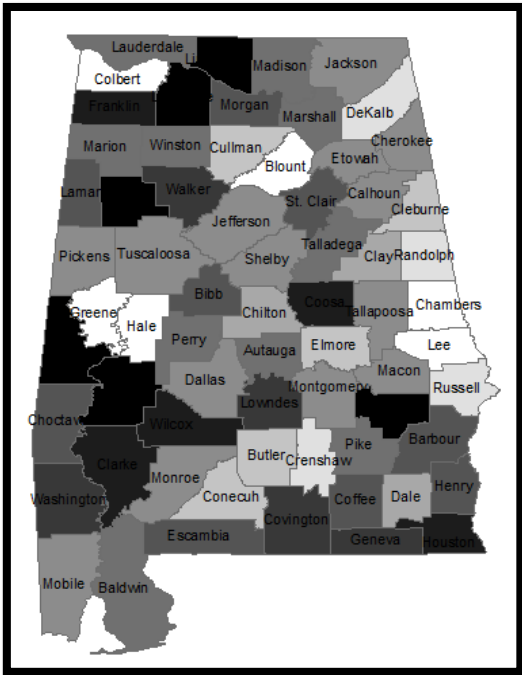 Lauderdale
Li
Madison
Jackson
Colbert
Franklin
Morgan
Marshall
DeKalb
Cherokee
Marion
Winston
Cullman
Blount
Etowah
Lamar
Walker
St. Clair
Calhoun
Cleburne
Jefferson
Talladega
Pickens
Tuscaloosa
Shelby
Clay
Randolph
Greene
Hale
Bibb
Chilton
Coosa
Tallapoosa
Chambers
Perry
Autauga
Elmore
Lee
Dallas
Montgomery
Macon
Russell
Choctaw
Wilcox
Lowndes
Pike
Barbour
Clarke
Monroe
Butler
Crenshaw
Washington
Conecuh
Covington
Coffee
Dale
Henry
Escambia
Geneva
Houston
Mobile
Baldwin